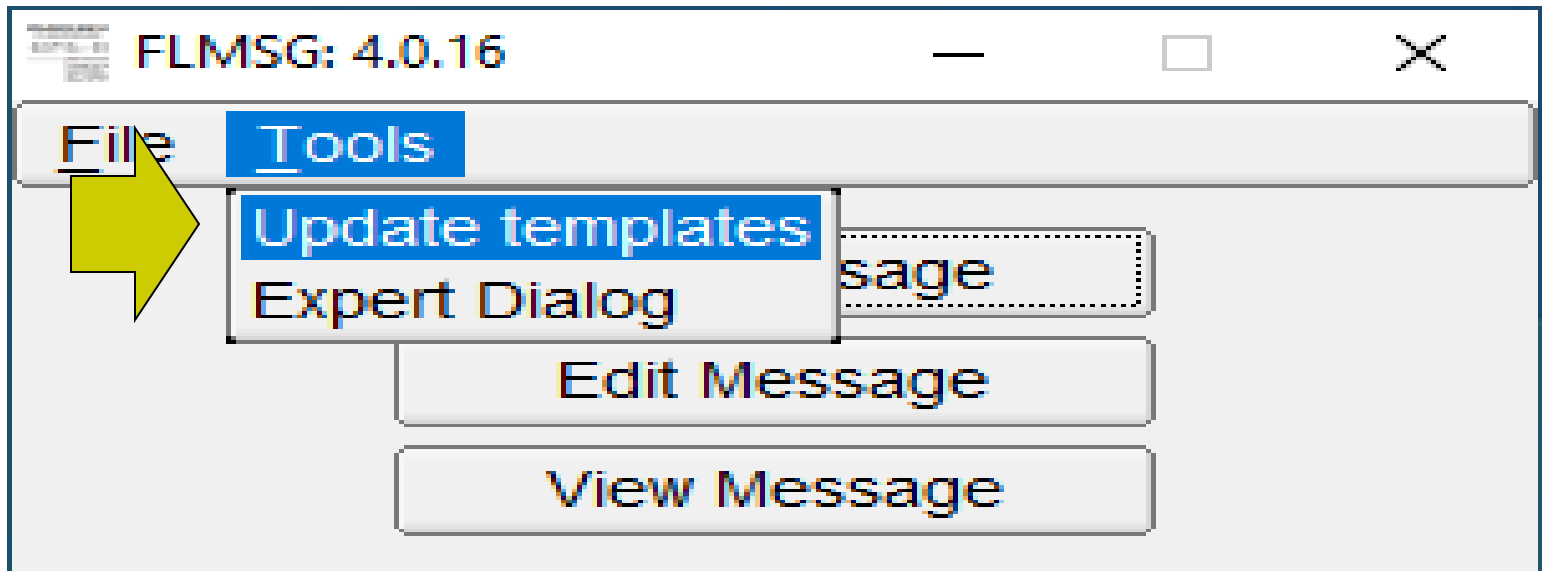 FLMSG: 4.0.16
File Tools
Update templates
sage
Expert Dialog
Edit Message
View Message